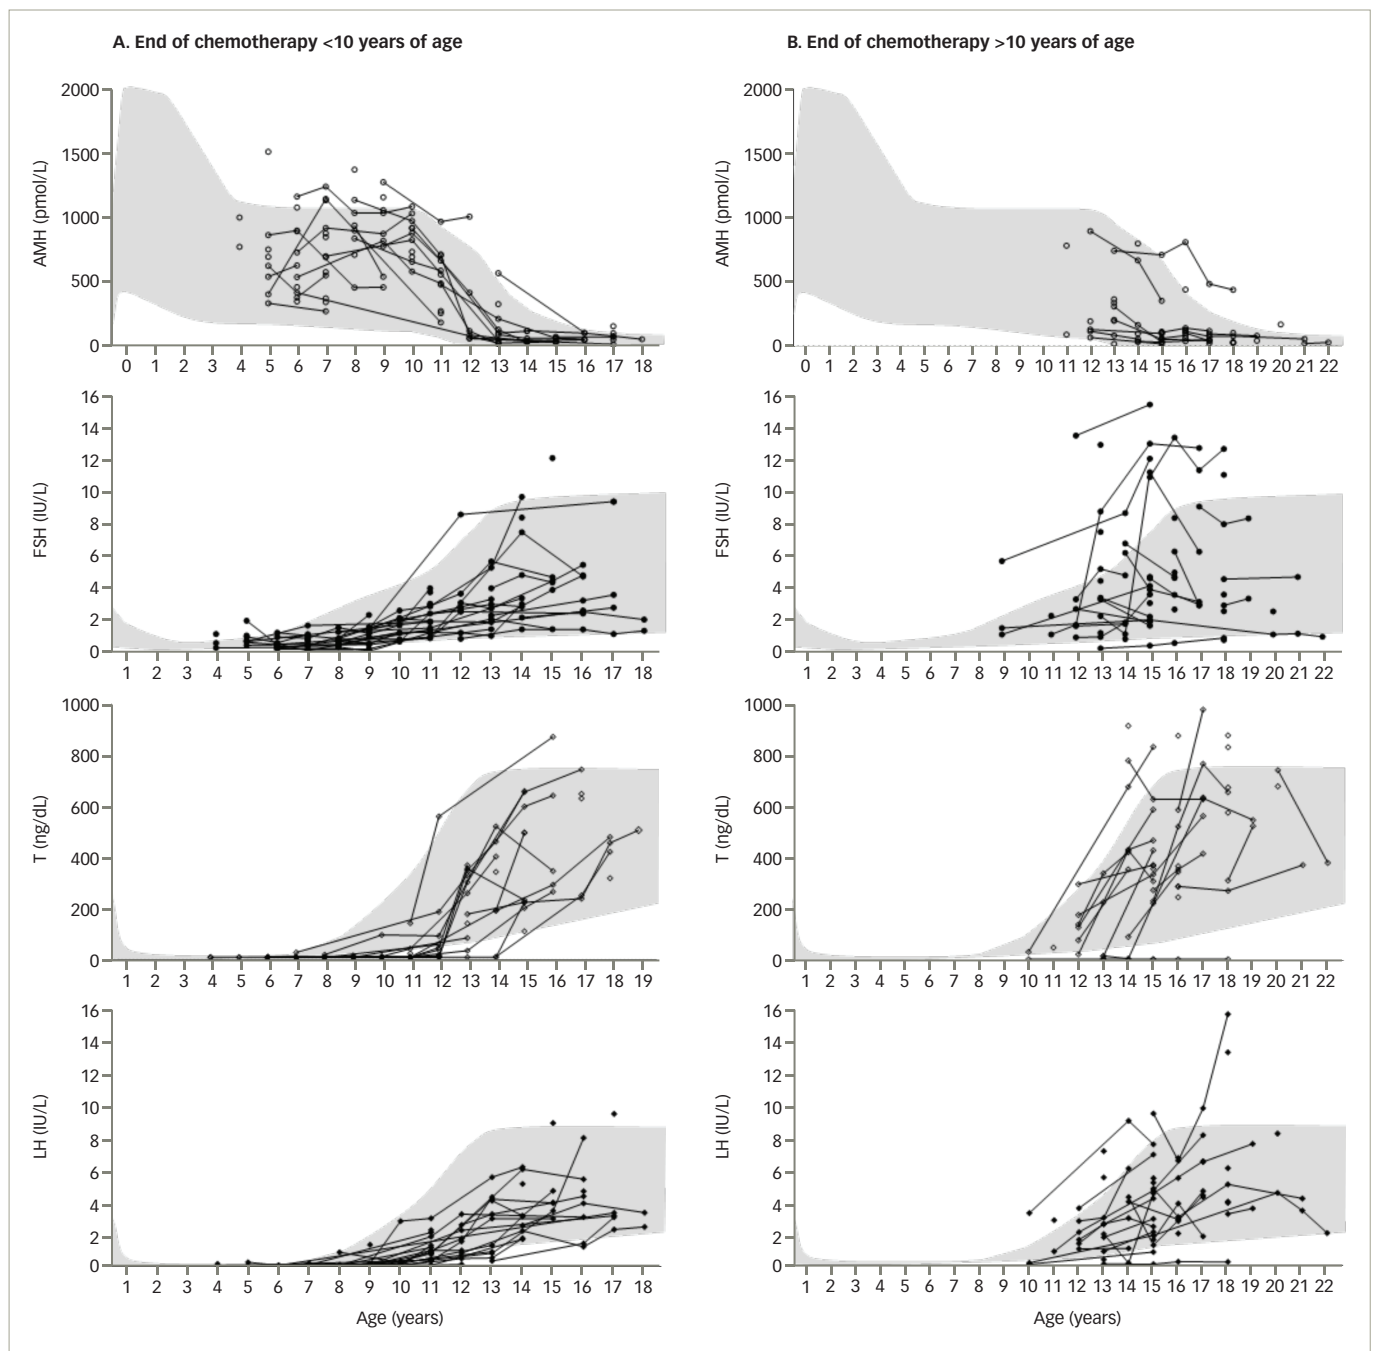 A. End of chemotherapy <10 years of age
B. End of chemotherapy >10 years of age
AMH (pmol/L)
2000
1500
1000
500
0
0 1 2 3 4 5 6 7 8 9 10 11 12 13 14 15 16 17 18
AMH (pmol/L)
2000
1500
1000
500
0
0 1 2 3 4 5 6 7 8 9 10 11 12 13 14 15 16 17 18 19 20 21 22
FSH (IU/L)
16
14
12
10
8
6
4
2
0
1 2 3 4 5 6 7 8 9 10 11 12 13 14 15 16 17 18
FSH (IU/L)
16
14
12
10
8
6
4
2
0
1 2 3 4 5 6 7 8 9 10 11 12 13 14 15 16 17 18 19 20 21 22
T (ng/dL)
1000
800
600
400
200
0
1 2 3 4 5 6 7 8 9 10 11 12 13 14 15 16 17 18 19
T (ng/dL)
1000
800
600
400
200
0
1 2 3 4 5 6 7 8 9 10 11 12 13 14 15 16 17 18 19 20 21 22
LH (IU/L)
16
14
12
10
8
6
4
2
0
1 2 3 4 5 6 7 8 9 10 11 12 13 14 15 16 17 18
Age (years)
LH (IU/L)
16
14
12
10
8
6
4
2
0
1 2 3 4 5 6 7 8 9 10 11 12 13 14 15 16 17 18 19 20 21 22
Age (years)